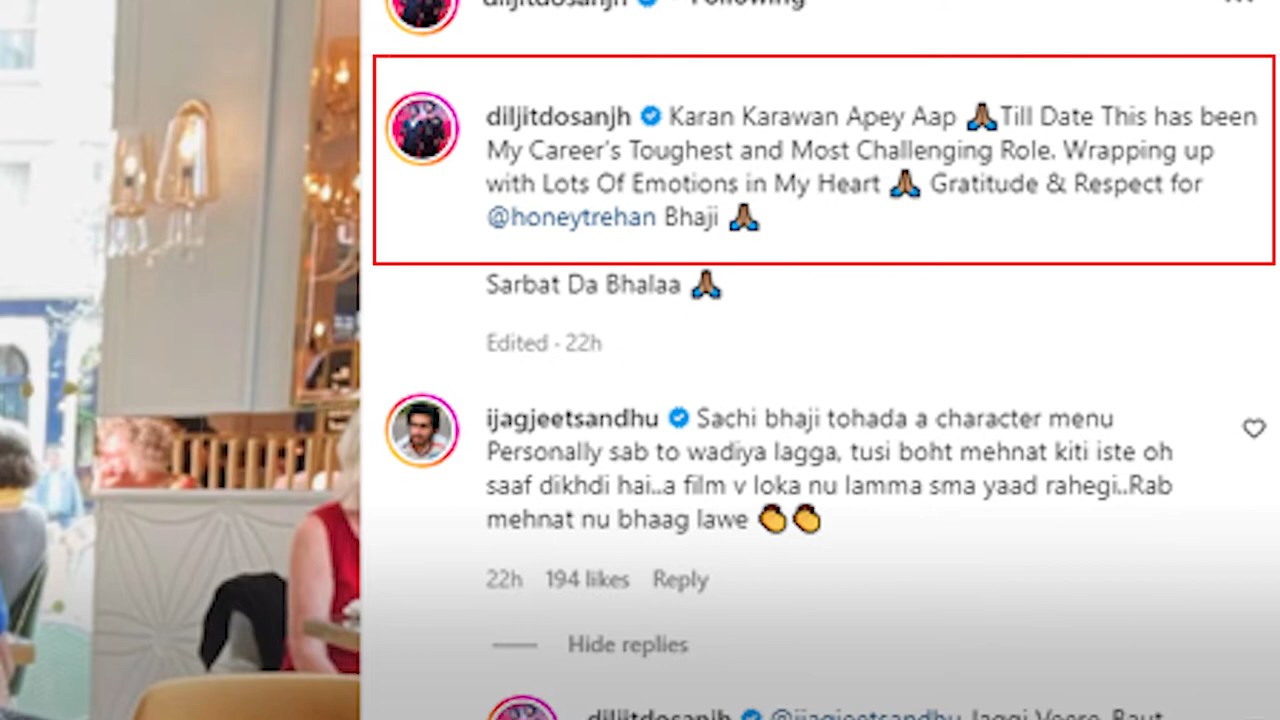 diljitdosanjh • Following
diljitdosanjh Karan Karawan Apey Aap 🙏🏾Till Date This has been
My Career's Toughest and Most Challenging Role. Wrapping up
with Lots Of Emotions in My Heart 🙏🏾 Gratitude & Respect for
@honeytrehan Bhaji 🙏🏾
Sarbat Da Bhalaa 🙏🏾
Edited · 22h
ijagjeetsandhu Sachi bhaji tohada a character menu
Personally sab to wadiya lagga, tusi boht mehnat kiti iste oh
saaf dikhdi hai..a film v loka nu lamma sma yaad rahegi..Rab
mehnat nu bhaag lawe 👏👏
22h 194 likes Reply
Hide replies
diljitdosanjh @ijagjeetsandhu Jaggi Veere Baut